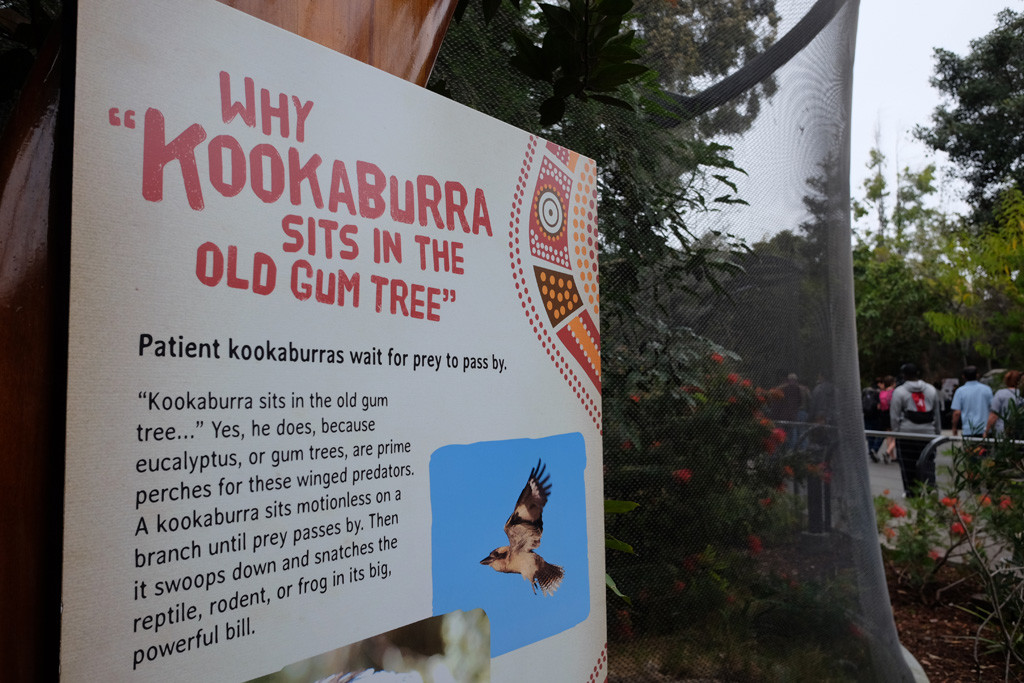 WHY
“KOOKABURRA
SITS IN THE
OLD GUM TREE”
Patient kookaburras wait for prey to pass by.
“Kookaburra sits in the old gum
tree...” Yes, he does, because
eucalyptus, or gum trees, are prime
perches for these winged predators.
A kookaburra sits motionless on a
branch until prey passes by. Then
it swoops down and snatches the
reptile, rodent, or frog in its big,
powerful bill.